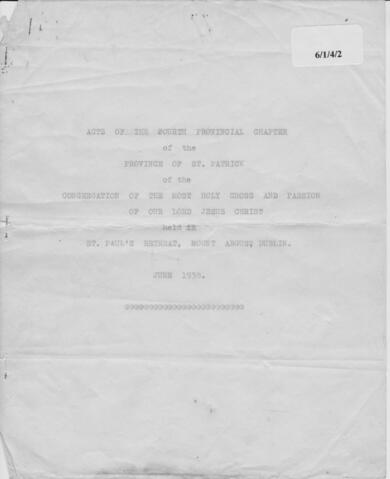 6/1/4/2
ACTS OF THE FOURTH PROVINCIAL CHAPTER
of the
PROVINCE OF ST. PATRICK
of the
CONGREGATION OF THE MOST HOLY CROSS AND PASSION
OF OUR LORD JESUS CHRIST
held in
ST. PAUL'S RETREAT, MOUNT ARGUS, DUBLIN.
JUNE